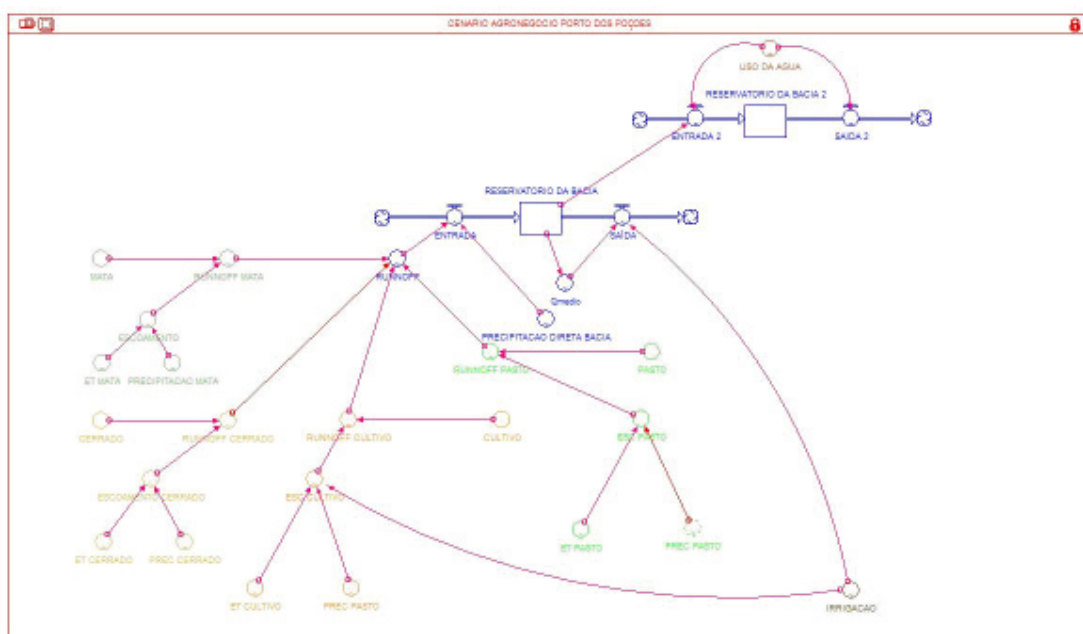 CENARIO AGRONEGOCIO PORTO DOS POÇOES
USO DA AGUA
RESERVATORIO DA BACIA 2
ENTRADA 2
SAIDA 2
RESERVATORIO DA BACIA
ENTRADA
SAÍDA
MATA
RUNNOFF MATA
RUNNOFF
Qmedio
ESCOAMENTO
PRECIPITACAO DIRETA BACIA
ET MATA
PRECIPITACAO MATA
RUNNOFF PASTO
PASTO
CERRADO
RUNNOFF CERRADO
RUNNOFF CULTIVO
CULTIVO
ESC PASTO
ESCOAMENTO CERRADO
ESC CULTIVO
ET CERRADO
PREC CERRADO
ET PASTO
PREC PASTO
ET CULTIVO
PREC PASTO
IRRIGACAO